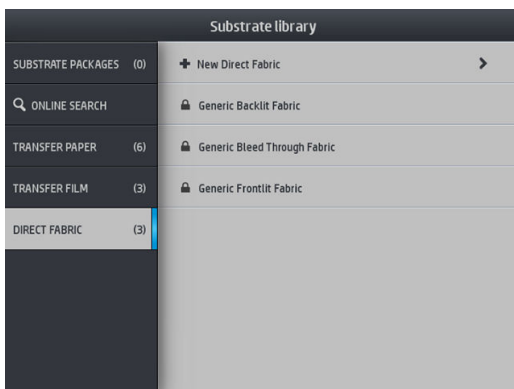 Substrate library
SUBSTRATE PACKAGES (0)
ONLINE SEARCH
TRANSFER PAPER (6)
TRANSFER FILM (3)
DIRECT FABRIC (3)
New Direct Fabric
Generic Backlit Fabric
Generic Bleed Through Fabric
Generic Frontlit Fabric